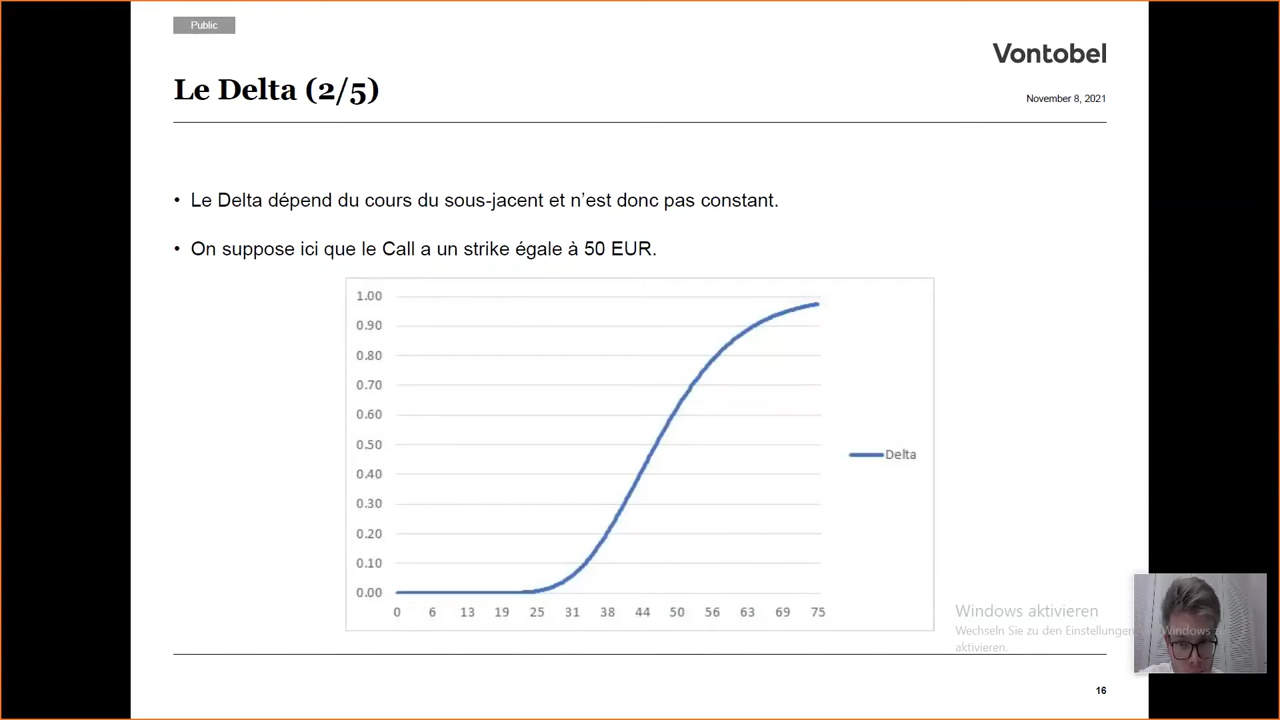 Public
Vontobel
Le Delta (2/5)
November 8, 2021
• Le Delta dépend du cours du sous-jacent et n'est donc pas constant.
• On suppose ici que le Call a un strike égale à 50 EUR.
1.00
0.90
0.80
0.70
0.60
0.50
0.40
0.30
0.20
0.10
0.00
Delta
0 6 13 19 25 31 38 44 50 56 63 69 75
Windows aktivieren
Wechseln Sie zu den Einstellungen, Windows z
aktivieren.
16